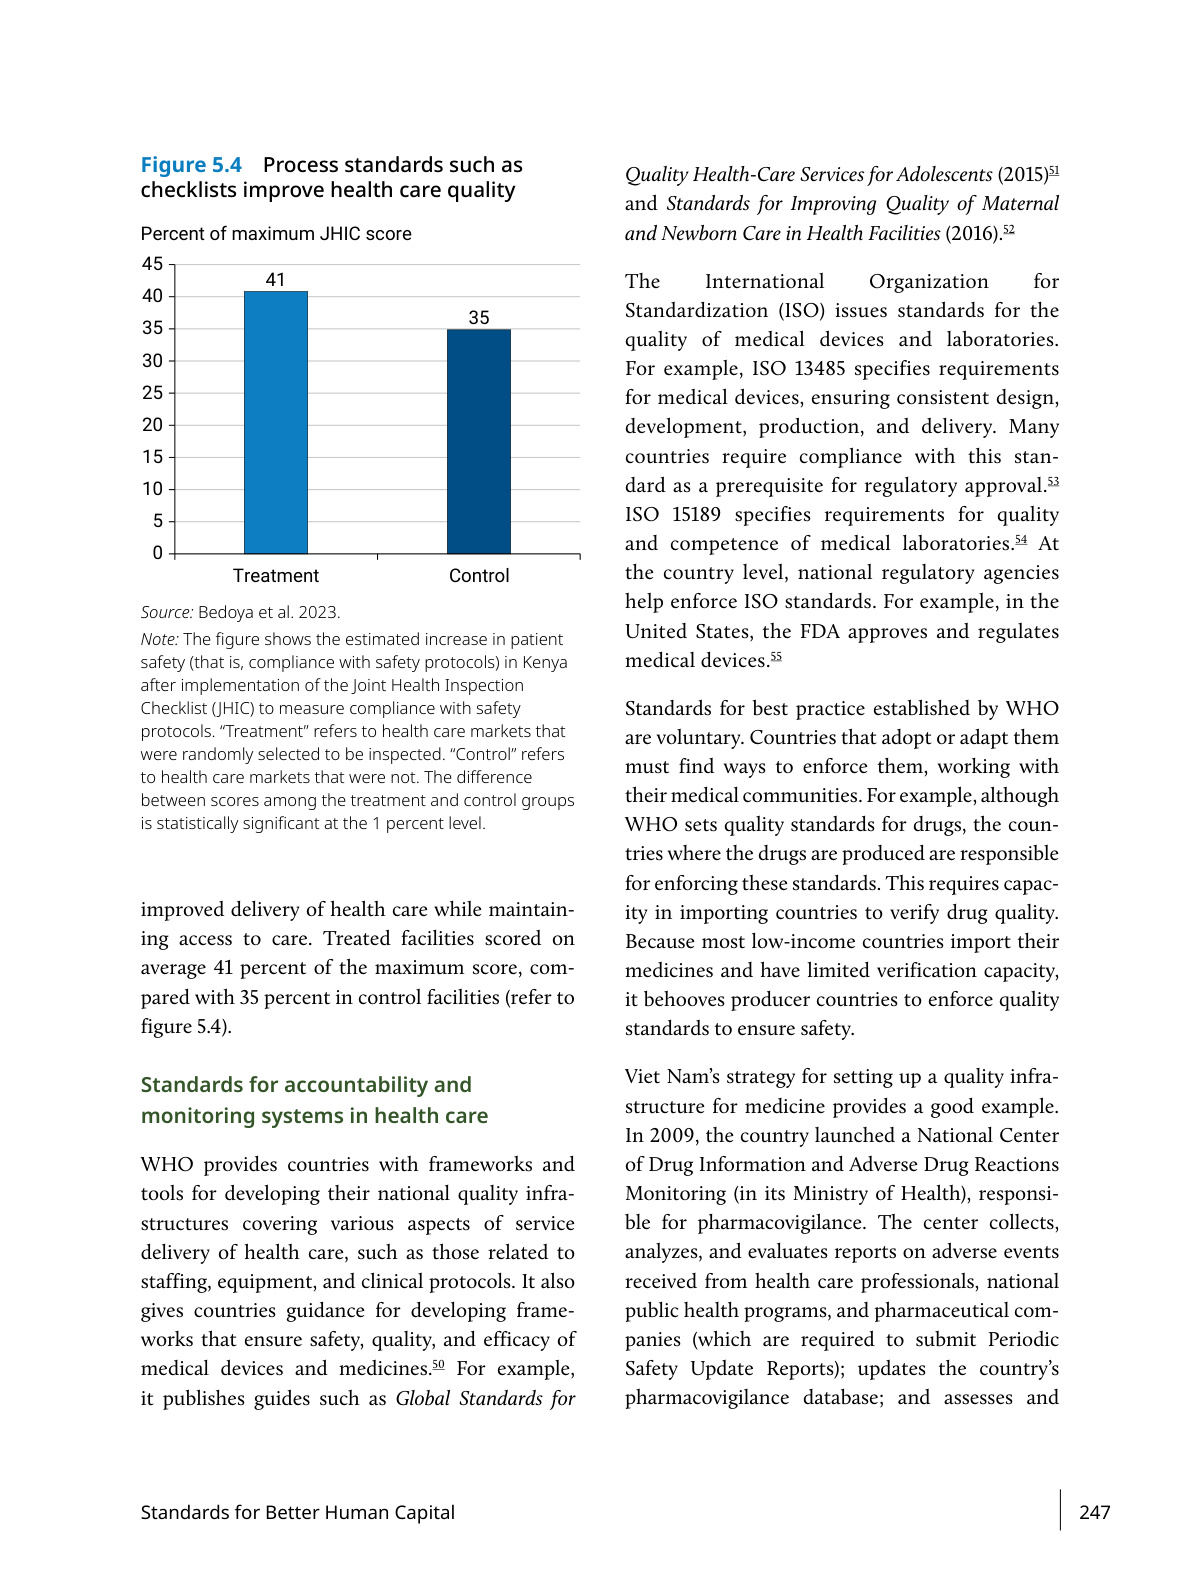 Figure 5.4 Process standards such as
checklists improve health care quality
Percent of maximum JHIC score
45
40
35
30
25
20
15
10
5
0
41
35
Treatment
Control
Source: Bedoya et al. 2023.
Note: The figure shows the estimated increase in patient
safety (that is, compliance with safety protocols) in Kenya
after implementation of the Joint Health Inspection
Checklist (JHIC) to measure compliance with safety
protocols. “Treatment” refers to health care markets that
were randomly selected to be inspected. “Control” refers
to health care markets that were not. The difference
between scores among the treatment and control groups
is statistically significant at the 1 percent level.
improved delivery of health care while maintain-
ing access to care. Treated facilities scored on
average 41 percent of the maximum score, com-
pared with 35 percent in control facilities (refer to
figure 5.4).
Standards for accountability and
monitoring systems in health care
WHO provides countries with frameworks and
tools for developing their national quality infra-
structures covering various aspects of service
delivery of health care, such as those related to
staffing, equipment, and clinical protocols. It also
gives countries guidance for developing frame-
works that ensure safety, quality, and efficacy of
medical devices and medicines.50 For example,
it publishes guides such as Global Standards for
Quality Health-Care Services for Adolescents (2015)51
and Standards for Improving Quality of Maternal
and Newborn Care in Health Facilities (2016).52
The International Organization for
Standardization (ISO) issues standards for the
quality of medical devices and laboratories.
For example, ISO 13485 specifies requirements
for medical devices, ensuring consistent design,
development, production, and delivery. Many
countries require compliance with this stan-
dard as a prerequisite for regulatory approval.53
ISO 15189 specifies requirements for quality
and competence of medical laboratories.54 At
the country level, national regulatory agencies
help enforce ISO standards. For example, in the
United States, the FDA approves and regulates
medical devices.55
Standards for best practice established by WHO
are voluntary. Countries that adopt or adapt them
must find ways to enforce them, working with
their medical communities. For example, although
WHO sets quality standards for drugs, the coun-
tries where the drugs are produced are responsible
for enforcing these standards. This requires capac-
ity in importing countries to verify drug quality.
Because most low-income countries import their
medicines and have limited verification capacity,
it behooves producer countries to enforce quality
standards to ensure safety.
Viet Nam’s strategy for setting up a quality infra-
structure for medicine provides a good example.
In 2009, the country launched a National Center
of Drug Information and Adverse Drug Reactions
Monitoring (in its Ministry of Health), responsi-
ble for pharmacovigilance. The center collects,
analyzes, and evaluates reports on adverse events
received from health care professionals, national
public health programs, and pharmaceutical com-
panies (which are required to submit Periodic
Safety Update Reports); updates the country’s
pharmacovigilance database; and assesses and
Standards for Better Human Capital
247